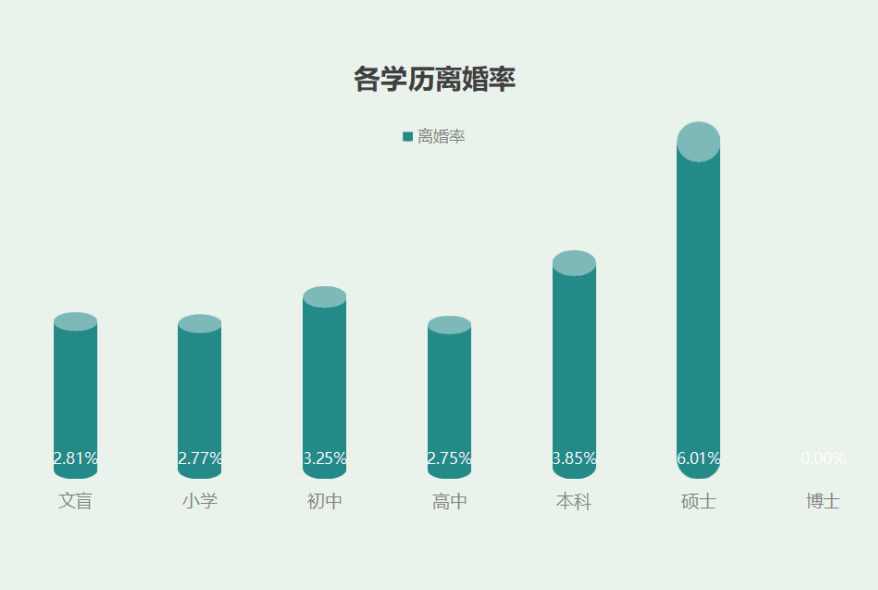 各学历离婚率
离婚率
2.81% 2.77% 3.25% 2.75% 3.85% 6.01% 0.00%
文盲 小学 初中 高中 本科 硕士 博士